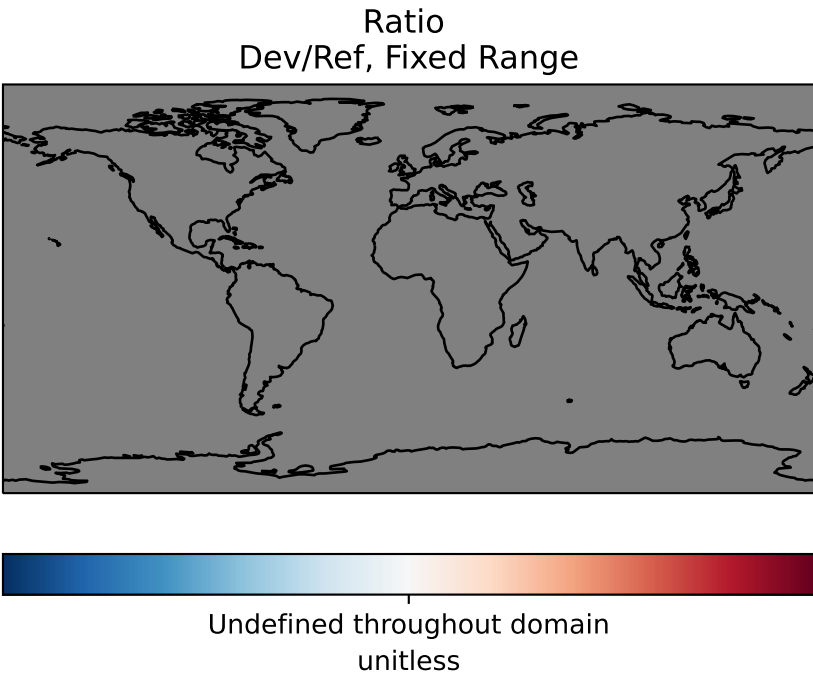 Ratio
Dev/Ref, Fixed Range
Undefined throughout domain
unitless